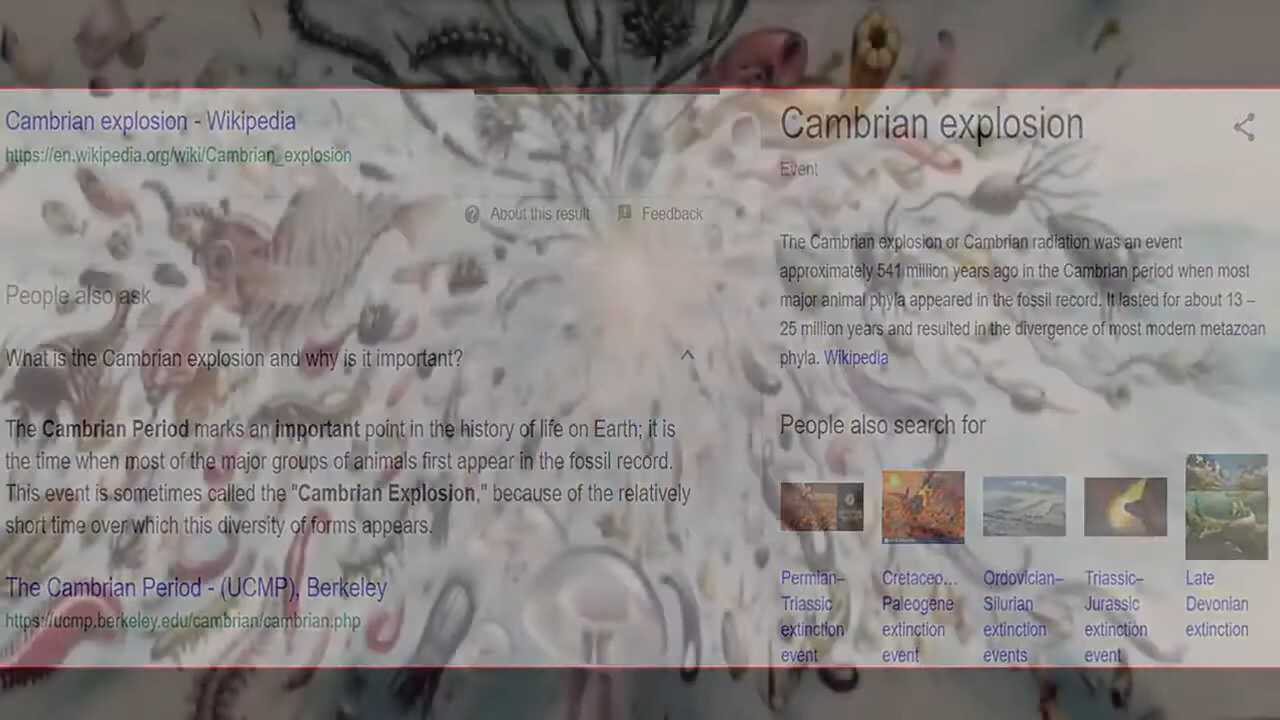 Cambrian explosion - Wikipedia
https://en.wikipedia.org/wiki/Cambrian_explosion
About this result Feedback
People also ask
What is the Cambrian explosion and why is it important?
The Cambrian Period marks an important point in the history of life on Earth; it is
the time when most of the major groups of animals first appear in the fossil record.
This event is sometimes called the "Cambrian Explosion," because of the relatively
short time over which this diversity of forms appears.
The Cambrian Period - (UCMP), Berkeley
https://ucmp.berkeley.edu/cambrian/cambrian.php
Cambrian explosion
Event
The Cambrian explosion or Cambrian radiation was an event
approximately 541 million years ago in the Cambrian period when most
major animal phyla appeared in the fossil record. It lasted for about 13 –
25 million years and resulted in the divergence of most modern metazoan
phyla. Wikipedia
People also search for
Permian–
Triassic
extinction
event
Cretaceo...
Paleogene
extinction
event
Ordovician–
Silurian
extinction
events
Triassic–
Jurassic
extinction
event
Late
Devonian
extinction